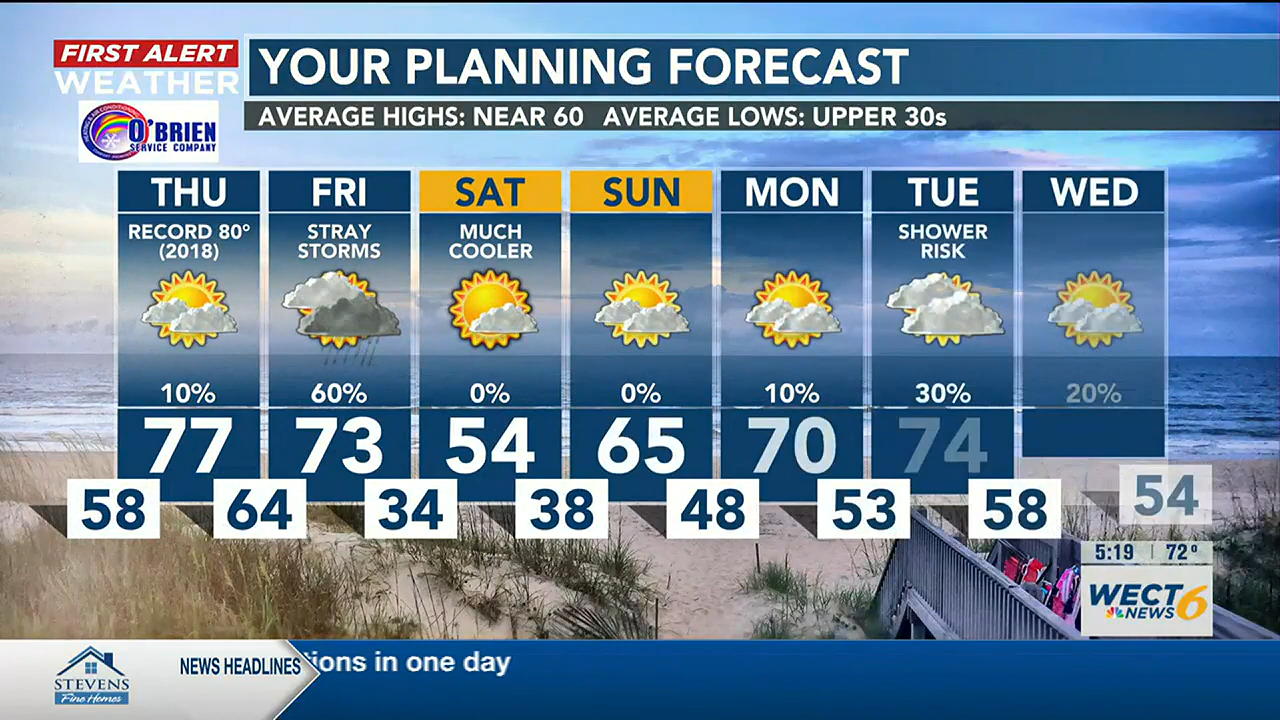 FIRST ALERT
WEATHER
YOUR PLANNING FORECAST
AVERAGE HIGHS: NEAR 60 AVERAGE LOWS: UPPER 30s
O'BRIEN
SERVICE COMPANY
THU FRI SAT SUN MON TUE WED
RECORD 80° STRAY MUCH SHOWER
(2018) STORMS COOLER RISK
10% 60% 0% 0% 10% 30% 20%
77 73 54 65 70 74
58 64 34 38 48 53 58 54
5:19 72°
WECT 6
NEWS
STEVENS
Fine Homes
NEWS HEADLINES
ions in one day